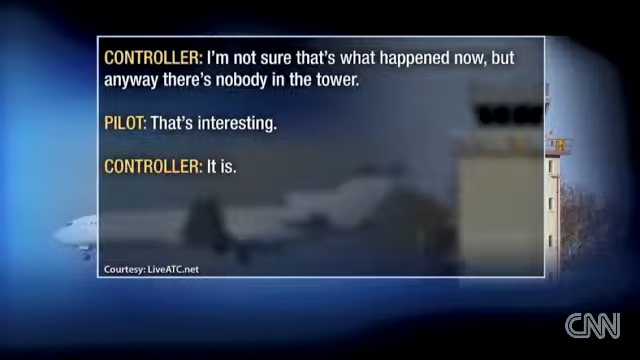 CONTROLLER: I'm not sure that's what happened now, but
anyway there's nobody in the tower.
PILOT: That's interesting.
CONTROLLER: It is.
Courtesy: LiveATC.net
CNN